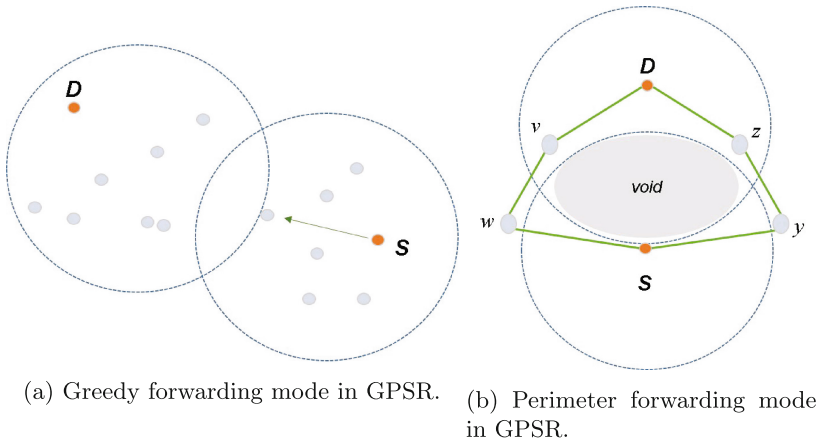 D
S
(a) Greedy forwarding mode in GPSR.
D
v
z
void
w
y
S
(b) Perimeter forwarding mode
in GPSR.